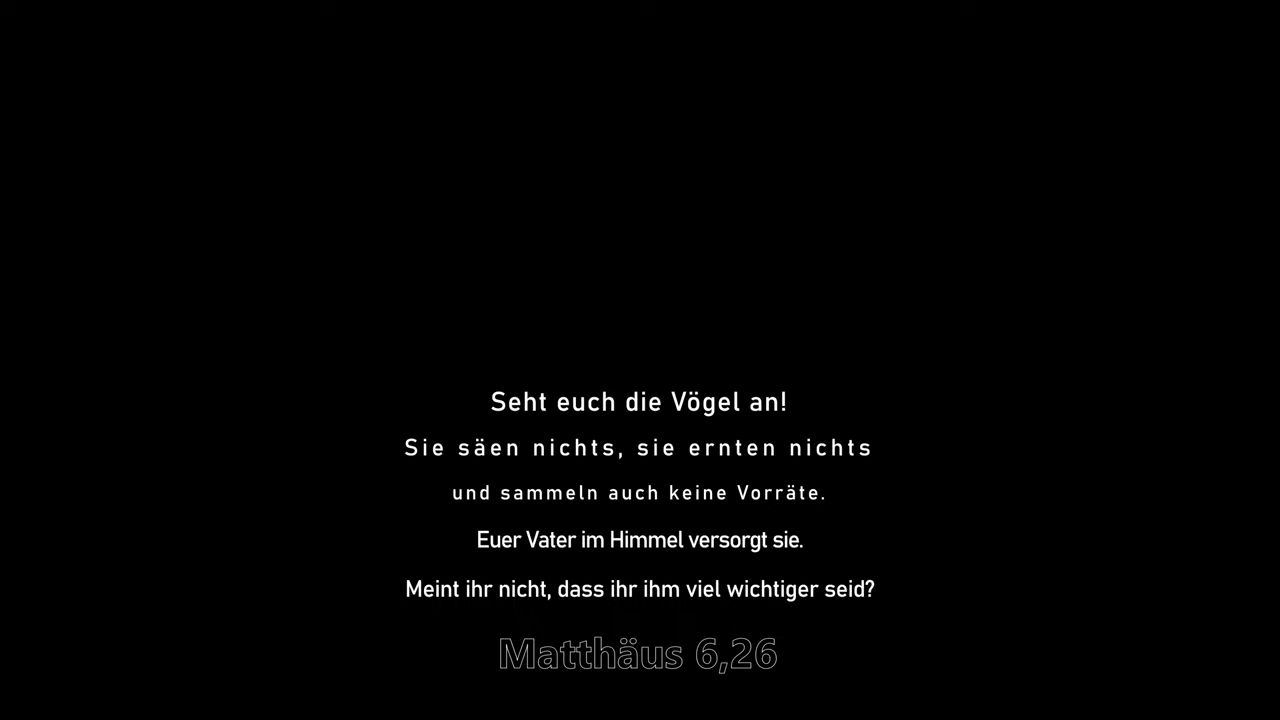 Seht euch die Vögel an!
Sie säen nichts, sie ernten nichts
und sammeln auch keine Vorräte.
Euer Vater im Himmel versorgt sie.
Meint ihr nicht, dass ihr ihm viel wichtiger seid?
Matthäus 6,26